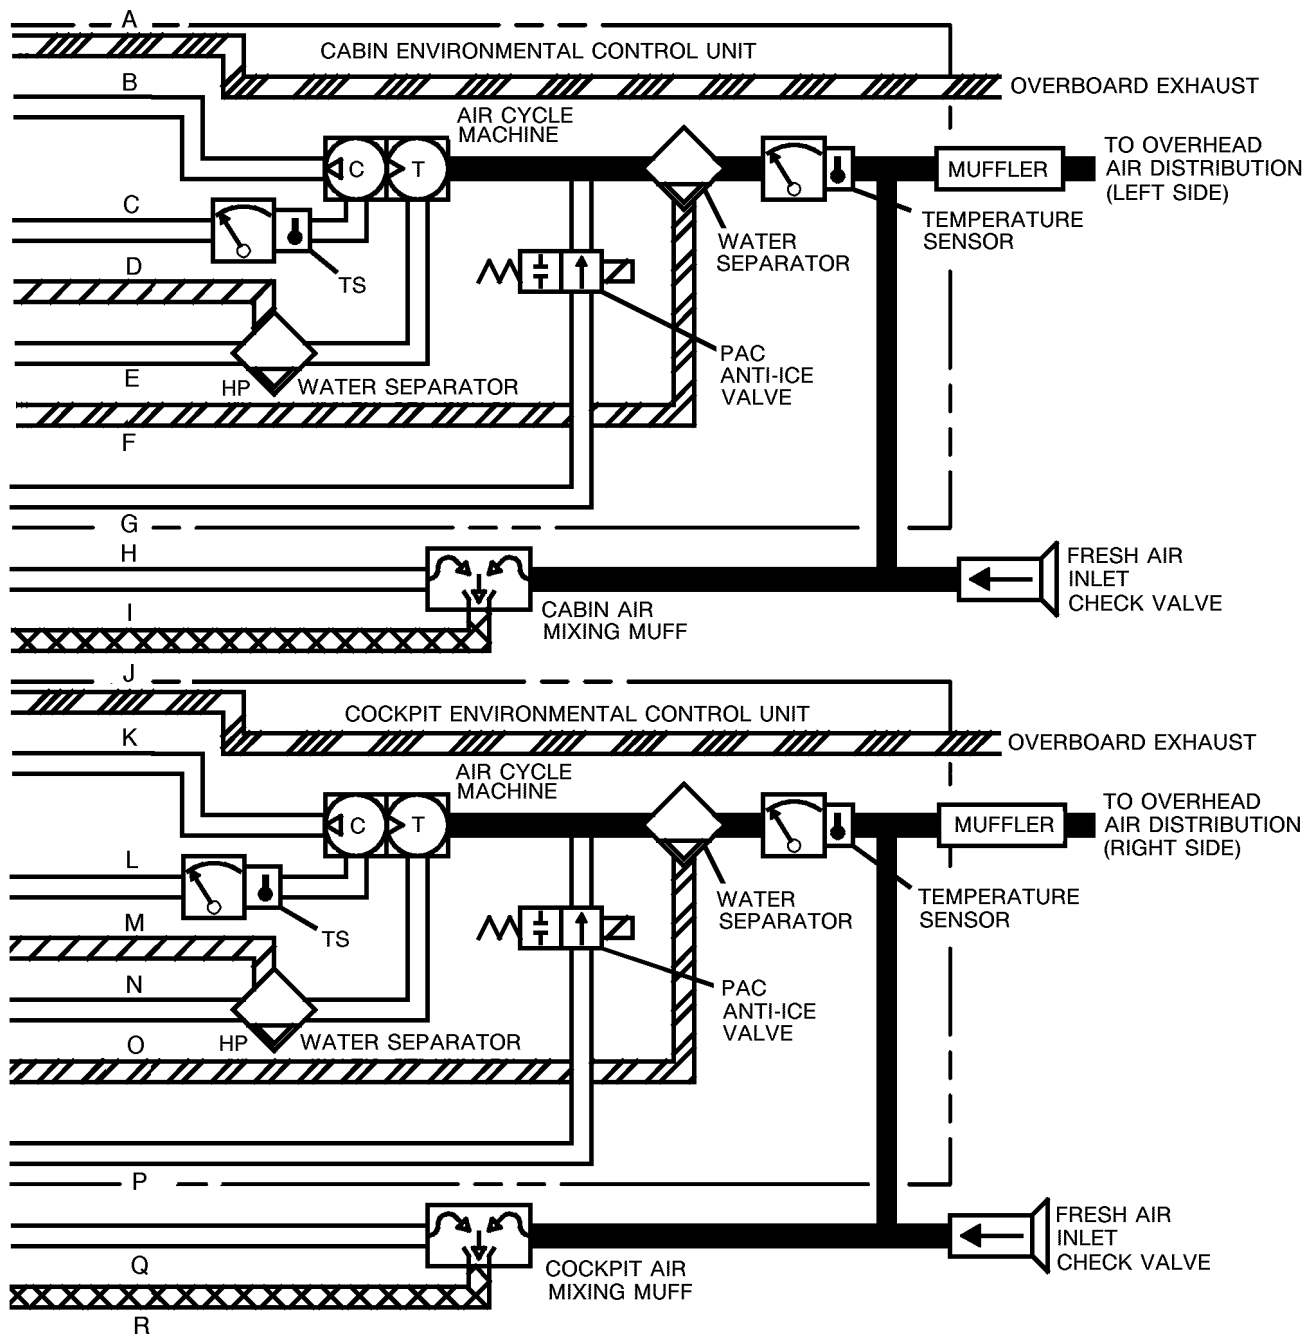 A
CABIN ENVIRONMENTAL CONTROL UNIT
B
OVERBOARD EXHAUST
AIR CYCLE
MACHINE
TO OVERHEAD
AIR DISTRIBUTION
(LEFT SIDE)
C
T
MUFFLER
C
TEMPERATURE
SENSOR
WATER
SEPARATOR
D
TS
PAC
ANTI-ICE
VALVE
E
HP
WATER SEPARATOR
F
G
H
FRESH AIR
INLET
CHECK VALVE
I
CABIN AIR
MIXING MUFF
J
COCKPIT ENVIRONMENTAL CONTROL UNIT
K
OVERBOARD EXHAUST
AIR CYCLE
MACHINE
TO OVERHEAD
AIR DISTRIBUTION
(RIGHT SIDE)
C
T
MUFFLER
L
TEMPERATURE
SENSOR
WATER
SEPARATOR
M
TS
N
PAC
ANTI-ICE
VALVE
O
HP
WATER SEPARATOR
P
FRESH AIR
INLET
CHECK VALVE
Q
COCKPIT AIR
MIXING MUFF
R